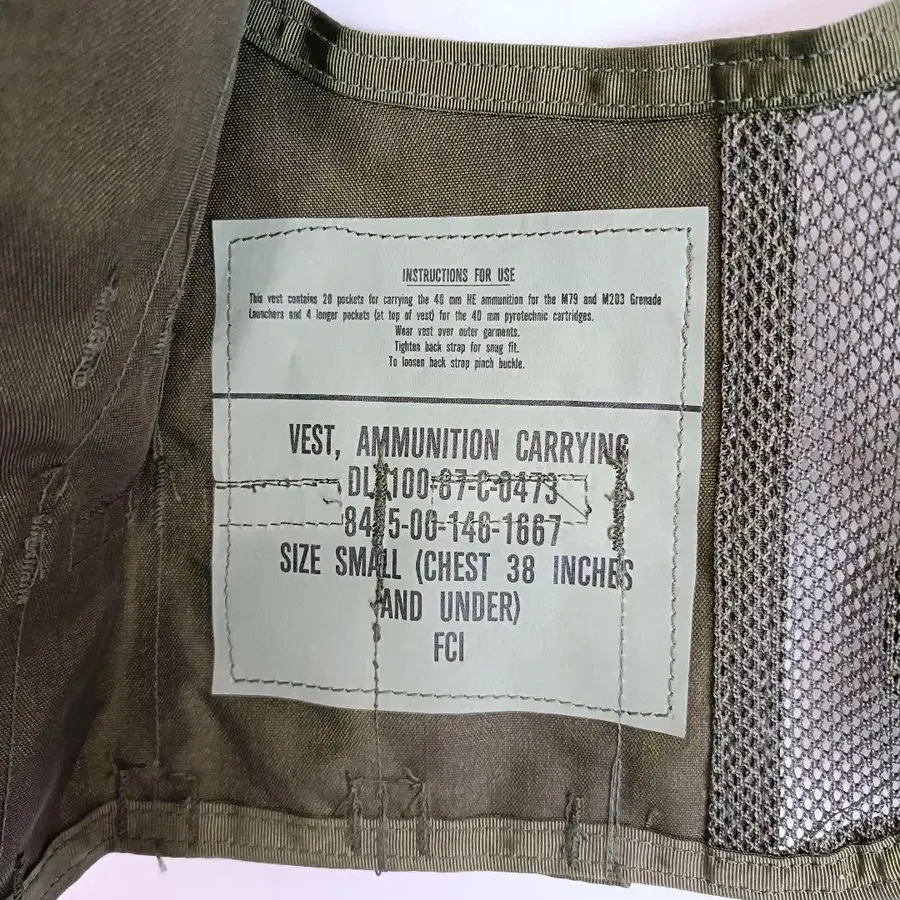 INSTRUCTIONS FOR USE
This vest contains 20 pockets for carrying the 40 mm HE ammunition for the M79 and M203 Grenade
Launchers and 4 longer pockets (at top of vest) for the 40 mm pyrotechnic cartridges.
Wear vest over outer garments.
Tighten back strap for snug fit.
To loosen back strap pinch buckle.
VEST, AMMUNITION CARRYING
DLA100-87-C-0473
8415-00-146-1667
SIZE SMALL (CHEST 38 INCHES
AND UNDER)
FCI